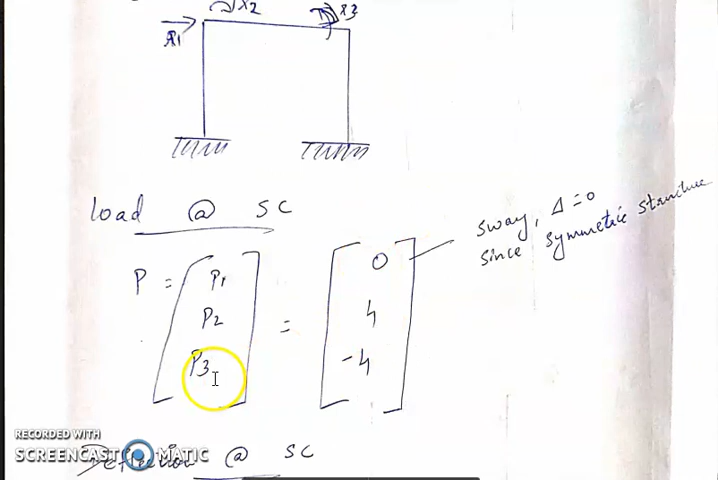 x2
x3
x1
Load @ SC
sway, Δ=0
since symmetric structure
P = [P1 P2 P3] = [0 4 -4]
RECORDED WITH
SCREENCAST MATIC
Deflection @ SC